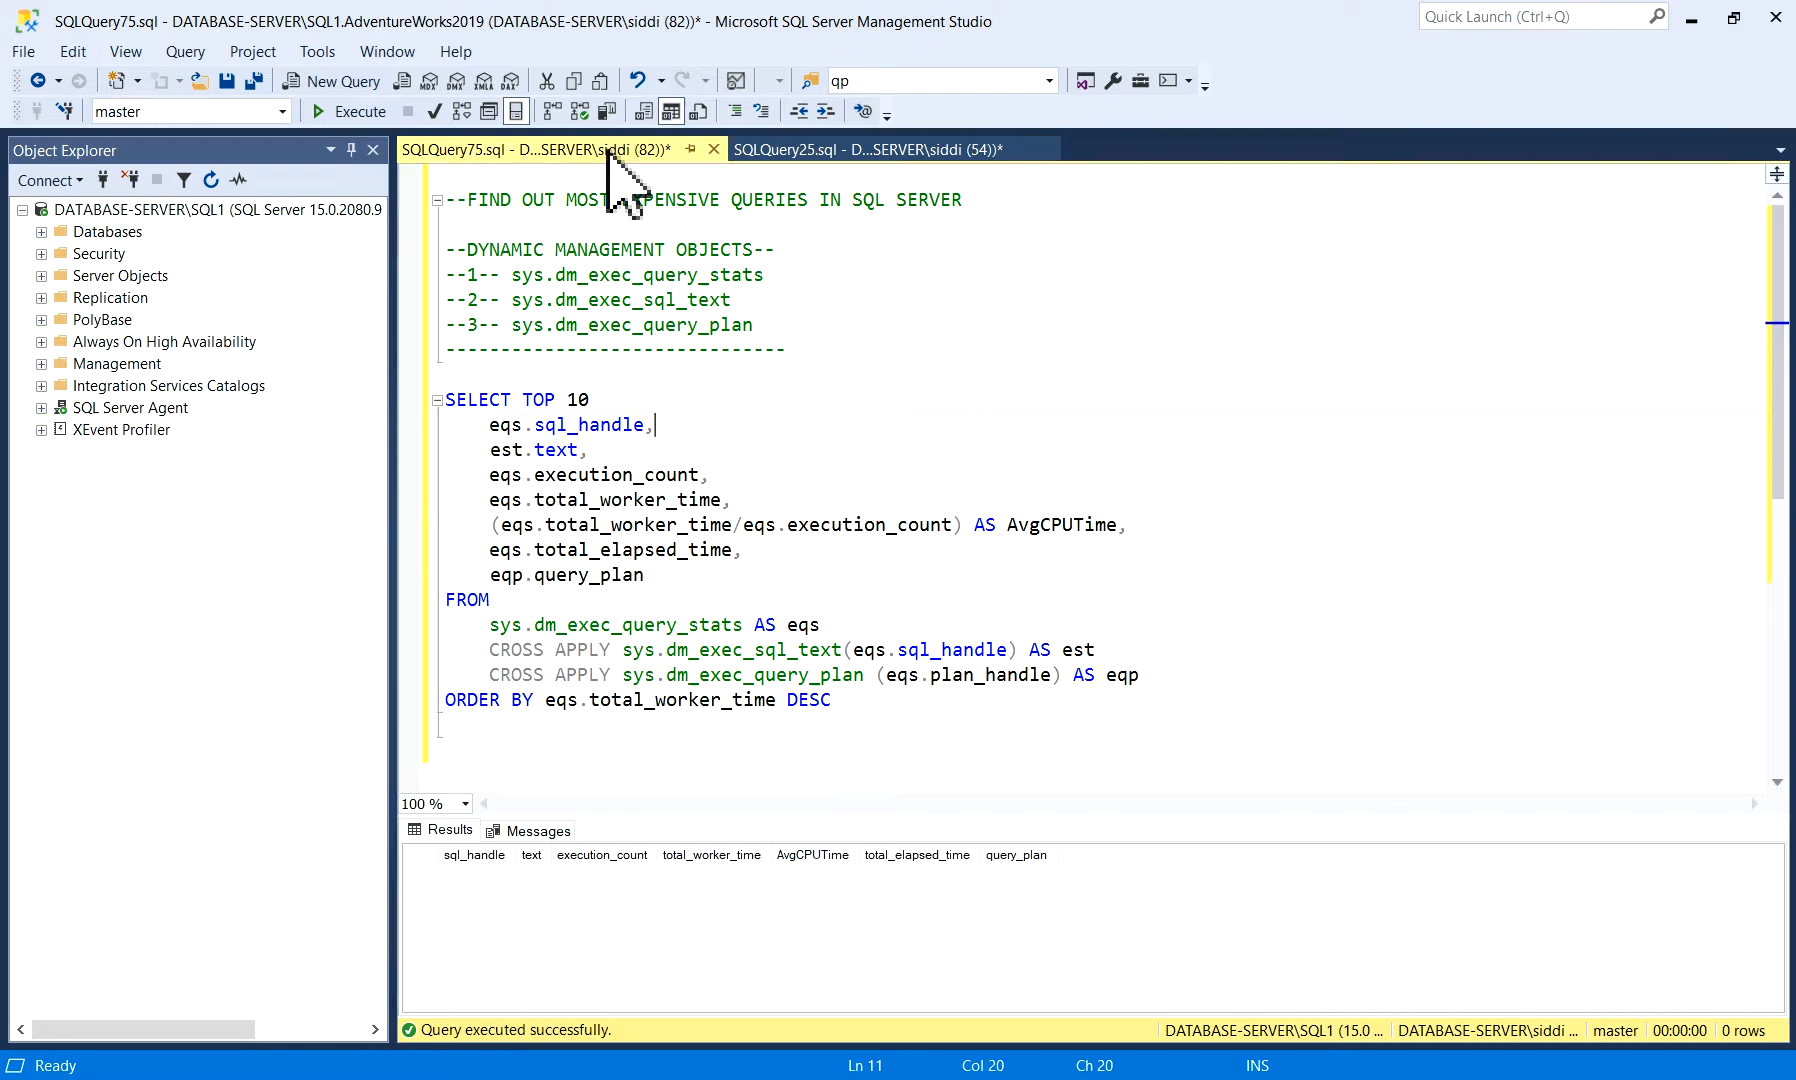 SQLQuery75.sql - DATABASE-SERVER\SQL1.AdventureWorks2019 (DATABASE-SERVER\siddi (82))* - Microsoft SQL Server Management Studio
Quick Launch (Ctrl+Q)
File Edit View Query Project Tools Window Help
New Query
MDX DMX XMLA DAX
qp
master
Execute
Object Explorer
SQLQuery75.sql - D...SERVER\siddi (82))*
SQLQuery25.sql - D...SERVER\siddi (54))*
Connect
DATABASE-SERVER\SQL1 (SQL Server 15.0.2080.9
Databases
Security
Server Objects
Replication
PolyBase
Always On High Availability
Management
Integration Services Catalogs
SQL Server Agent
XEvent Profiler
--FIND OUT MOST PENSIVE QUERIES IN SQL SERVER
--DYNAMIC MANAGEMENT OBJECTS--
--1-- sys.dm_exec_query_stats
--2-- sys.dm_exec_sql_text
--3-- sys.dm_exec_query_plan
-------------------------------
SELECT TOP 10
eqs.sql_handle,
est.text,
eqs.execution_count,
eqs.total_worker_time,
(eqs.total_worker_time/eqs.execution_count) AS AvgCPUTime,
eqs.total_elapsed_time,
eqp.query_plan
FROM
sys.dm_exec_query_stats AS eqs
CROSS APPLY sys.dm_exec_sql_text(eqs.sql_handle) AS est
CROSS APPLY sys.dm_exec_query_plan (eqs.plan_handle) AS eqp
ORDER BY eqs.total_worker_time DESC
100 %
Results Messages
sql_handle text execution_count total_worker_time AvgCPUTime total_elapsed_time query_plan
Query executed successfully.
DATABASE-SERVER\SQL1 (15.0 ... DATABASE-SERVER\siddi ... master 00:00:00 0 rows
Ready
Ln 11 Col 20 Ch 20 INS